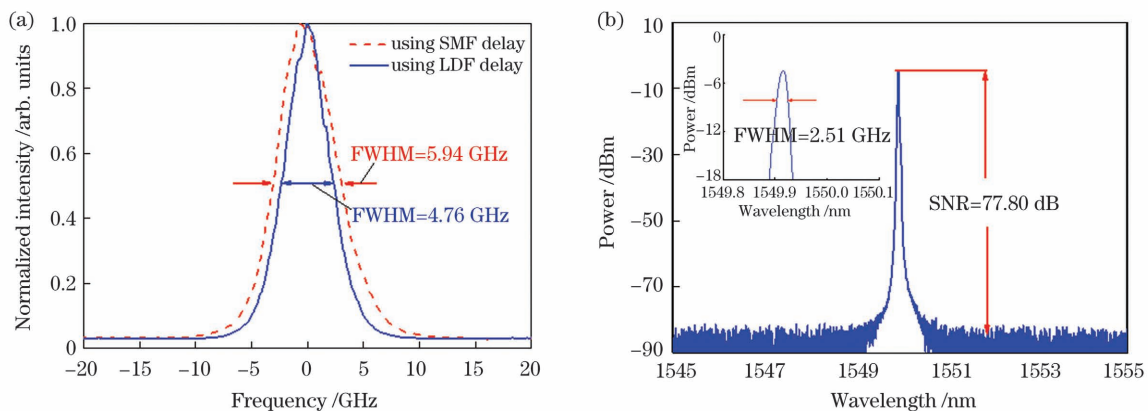 (a)
Normalized intensity /arb. units
1.0
0.8
0.6
0.4
0.2
0
using SMF delay
using LDF delay
FWHM=5.94 GHz
FWHM=4.76 GHz
−20 −15 −10 −5 0 5 10 15 20
Frequency /GHz
(b)
Power /dBm
−10
−30
−50
−70
−90
Power /dBm
0
−6
−12
−18
FWHM=2.51 GHz
1549.8 1549.9 1550.0 1550.1
Wavelength /nm
SNR=77.80 dB
1545 1547 1549 1551 1553 1555
Wavelength /nm